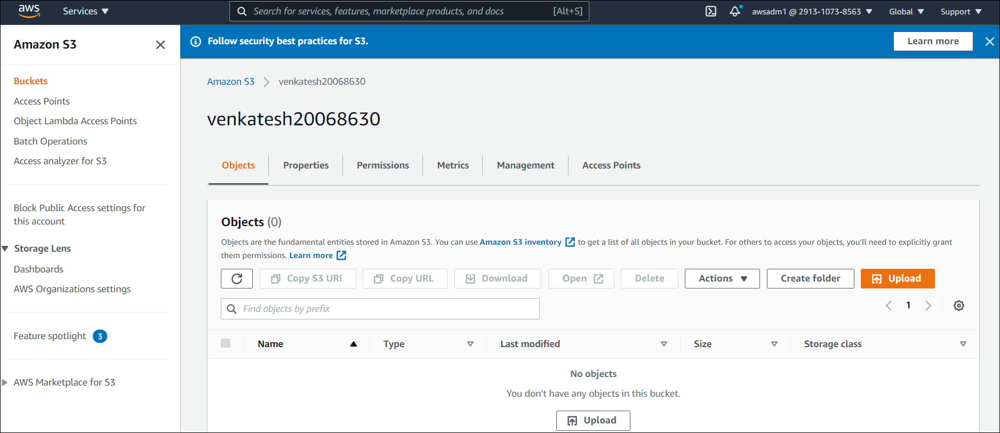 aws
Services
Search for services, features, marketplace products, and docs [Alt+S]
awsadm1 @ 2913-1073-8563
Global
Support
Amazon S3
Buckets
Access Points
Object Lambda Access Points
Batch Operations
Access analyzer for S3
Block Public Access settings for
this account
Storage Lens
Dashboards
AWS Organizations settings
Feature spotlight 3
AWS Marketplace for S3
Follow security best practices for S3.
Learn more
Amazon S3 venkatesh20068630
venkatesh20068630
Objects Properties Permissions Metrics Management Access Points
Objects (0)
Objects are the fundamental entities stored in Amazon S3. You can use Amazon S3 inventory to get a list of all objects in your bucket. For others to access your objects, you’ll need to explicitly grant
them permissions. Learn more
Copy S3 URI Copy URL Download Open Delete Actions Create folder Upload
Find objects by prefix
1
Name Type Last modified Size Storage class
No objects
You don't have any objects in this bucket.
Upload